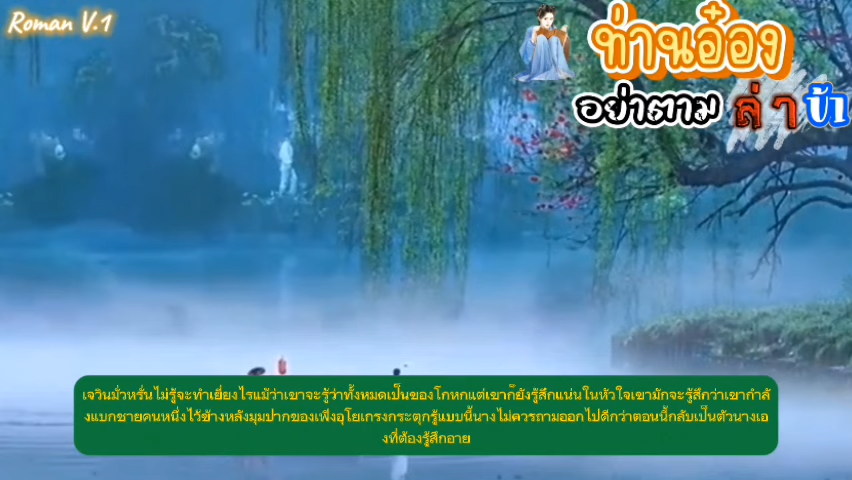 Roman V.1
ท่านอ๋อง
อย่าตาม ล่า ข้า
เจวินมั่วหรั่นไม่รู้จะทำเยี่ยงไรแม้ว่าเขาจะรู้ว่าทั้งหมดเป็นของโกหกแต่เขาก็ยังรู้สึกแน่นในหัวใจเขามักจะรู้สึกว่าเขากำลั
งแบกชายคนหนึ่งไว้ข้างหลังมุมปากของเฟิ่งอุโยเกรงกระตุกรู้แบบนี้นางไม่ควรถามออกไปดีกว่าตอนนี้กลับเป็นตัวนางเอ
งที่ต้องรู้สึกอาย